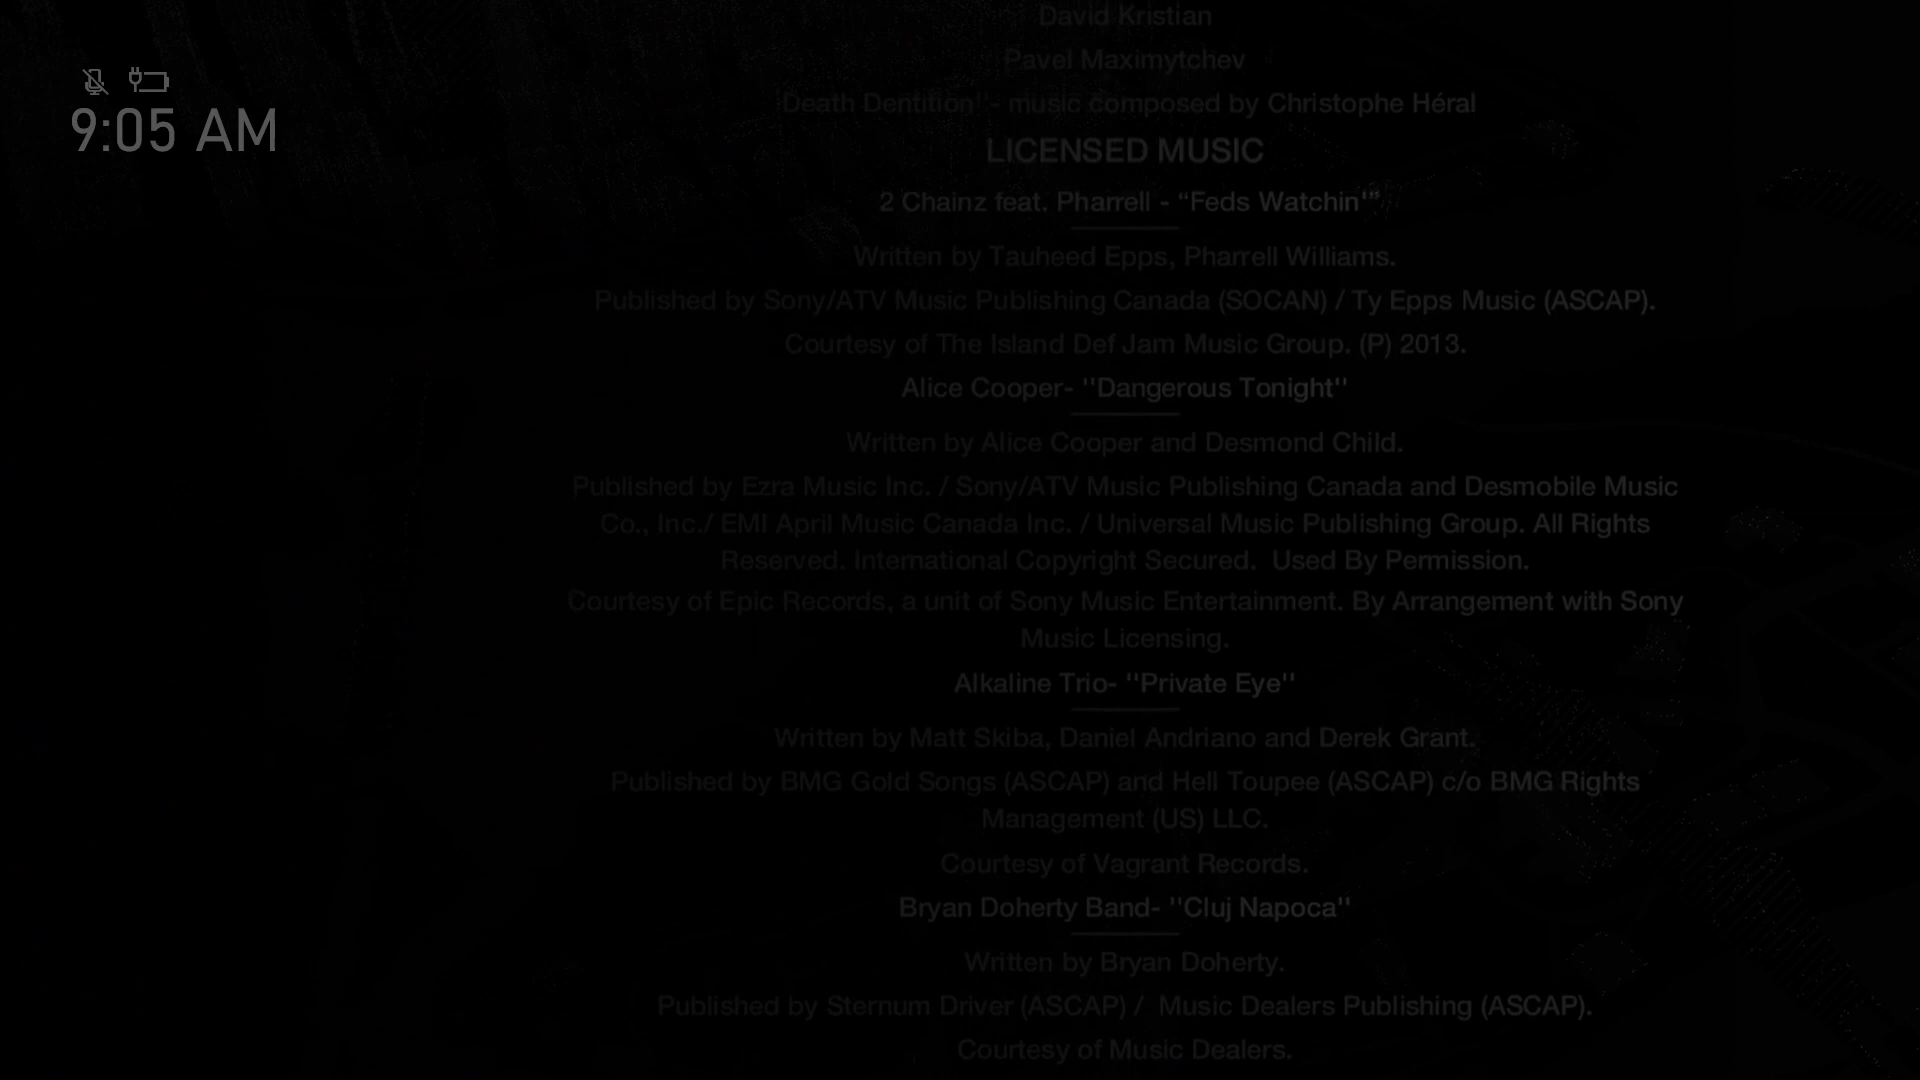 David Kristian
Pavel Maximytchev
"Death Dentition"- music composed by Christophe Héral
9:05 AM
LICENSED MUSIC
2 Chainz feat. Pharrell - “Feds Watchin'”
Written by Tauheed Epps, Pharrell Williams.
Published by Sony/ATV Music Publishing Canada (SOCAN) / Ty Epps Music (ASCAP).
Courtesy of The Island Def Jam Music Group. (P) 2013.
Alice Cooper- ''Dangerous Tonight''
Written by Alice Cooper and Desmond Child.
Published by Ezra Music Inc. / Sony/ATV Music Publishing Canada and Desmobile Music
Co., Inc./ EMI April Music Canada Inc. / Universal Music Publishing Group. All Rights
Reserved. International Copyright Secured.  Used By Permission.
Courtesy of Epic Records, a unit of Sony Music Entertainment. By Arrangement with Sony
Music Licensing.
Alkaline Trio- ''Private Eye''
Written by Matt Skiba, Daniel Andriano and Derek Grant.
Published by BMG Gold Songs (ASCAP) and Hell Toupee (ASCAP) c/o BMG Rights
Management (US) LLC.
Courtesy of Vagrant Records.
Bryan Doherty Band- ''Cluj Napoca''
Written by Bryan Doherty.
Published by Sternum Driver (ASCAP) /  Music Dealers Publishing (ASCAP).
Courtesy of Music Dealers.